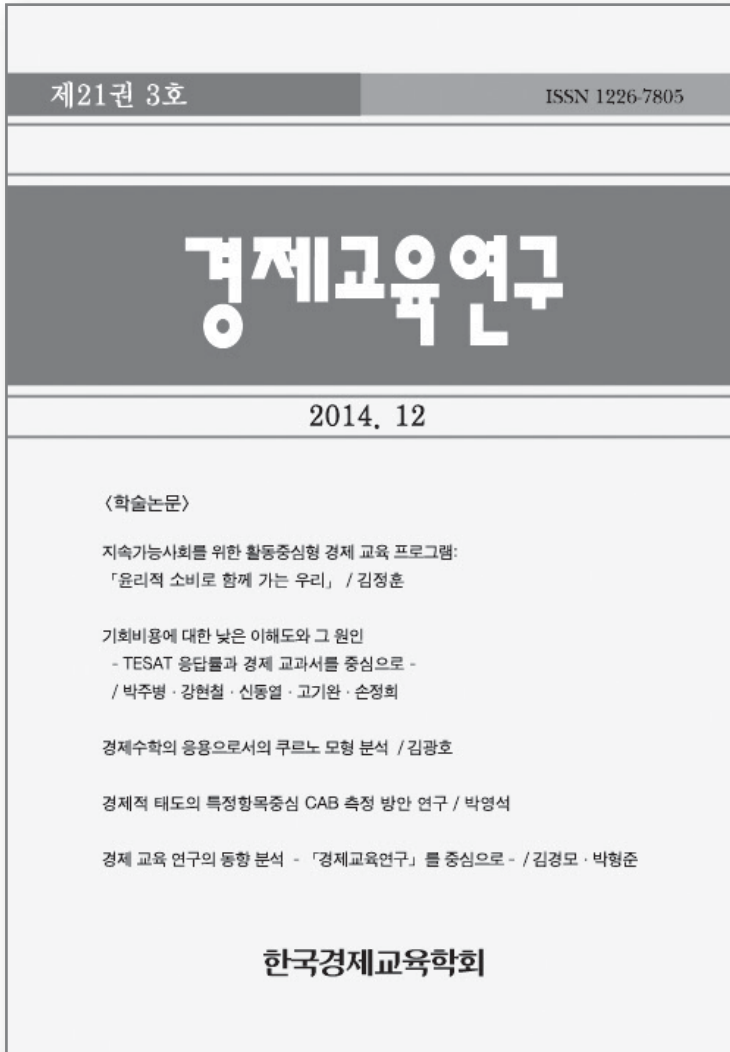 제21권 3호 ISSN 1226-7805
경제교육연구
2014. 12
〈학술논문〉
지속가능사회를 위한 활동중심형 경제 교육 프로그램:
「윤리적 소비로 함께 가는 우리」 / 김정훈
기회비용에 대한 낮은 이해도와 그 원인
- TESAT 응답률과 경제 교과서를 중심으로 -
/ 박주병 · 강현철 · 신동열 · 고기완 · 손정희
경제수학의 응용으로서의 쿠르노 모형 분석 / 김광호
경제적 태도의 특정항목중심 CAB 측정 방안 연구 / 박영석
경제 교육 연구의 동향 분석 - 「경제교육연구」를 중심으로 - / 김경모 · 박형준
한국경제교육학회